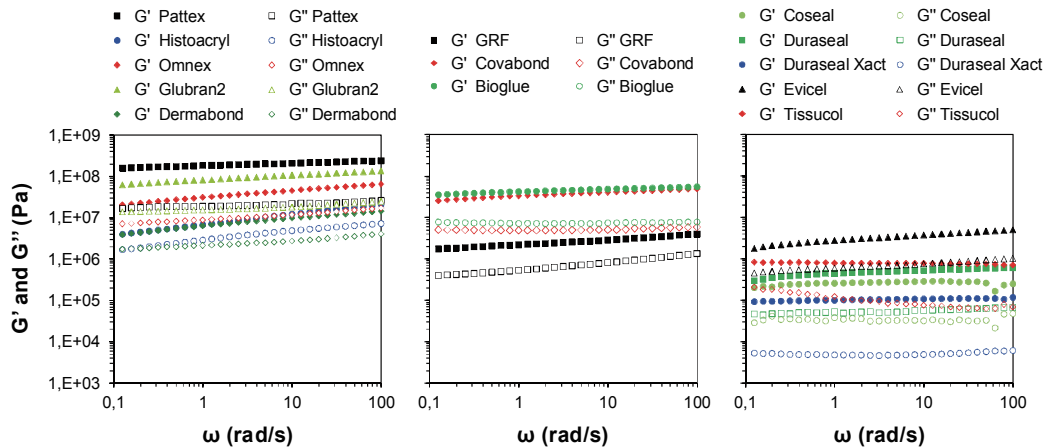 G' Pattex G" Pattex
G' Histoacryl G" Histoacryl
G' Omnex G" Omnex
G' Glubran2 G" Glubran2
G' Dermabond G" Dermabond
G' GRF G" GRF
G' Covabond G" Covabond
G' Bioglue G" Bioglue
G' Coseal G" Coseal
G' Duraseal G" Duraseal
G' Duraseal Xact G" Duraseal Xact
G' Evicel G" Evicel
G' Tissucol G" Tissucol
G' and G'' (Pa)
1,E+09
1,E+08
1,E+07
1,E+06
1,E+05
1,E+04
1,E+03
0,1 1 10 100
0,1 1 10 100
0,1 1 10 100
ω (rad/s) ω (rad/s) ω (rad/s)